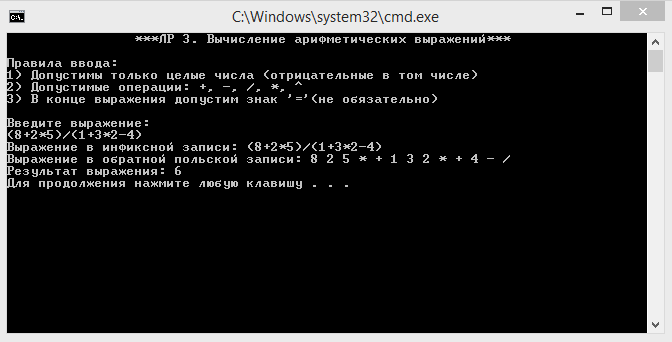 C:\Windows\system32\cmd.exe
***ЛР 3. Вычисление арифметических выражений***
Правила ввода:
1) Допустимы только целые числа (отрицательные в том числе)
2) Допустимые операции: +, -, /, *, ^
3) В конце выражения допустим знак '='(не обязательно)
Введите выражение:
(8+2*5)/(1+3*2-4)
Выражение в инфиксной записи: (8+2*5)/(1+3*2-4)
Выражение в обратной польской записи: 8 2 5 * + 1 3 2 * + 4 - /
Результат выражения: 6
Для продолжения нажмите любую клавишу . . .